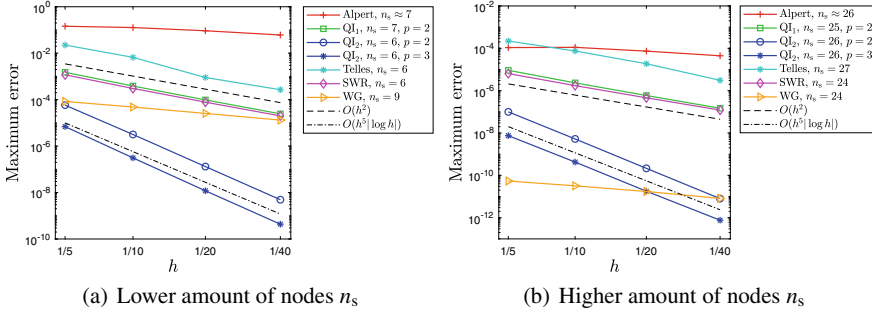 Maximum error
10^0
10^-2
10^-4
10^-6
10^-8
10^-10
1/5 1/10 1/20 1/40
h
Alpert, n_s ≈ 7
QI_1, n_s = 7, p = 2
QI_2, n_s = 6, p = 2
QI_2, n_s = 6, p = 3
Telles, n_s = 6
SWR, n_s = 6
WG, n_s = 9
O(h^2)
O(h^5|log h|)
(a) Lower amount of nodes n_s
Maximum error
10^-2
10^-4
10^-6
10^-8
10^-10
10^-12
1/5 1/10 1/20 1/40
h
Alpert, n_s ≈ 26
QI_1, n_s = 25, p = 2
QI_2, n_s = 26, p = 2
QI_2, n_s = 26, p = 3
Telles, n_s = 27
SWR, n_s = 24
WG, n_s = 24
O(h^2)
O(h^5|log h|)
(b) Higher amount of nodes n_s